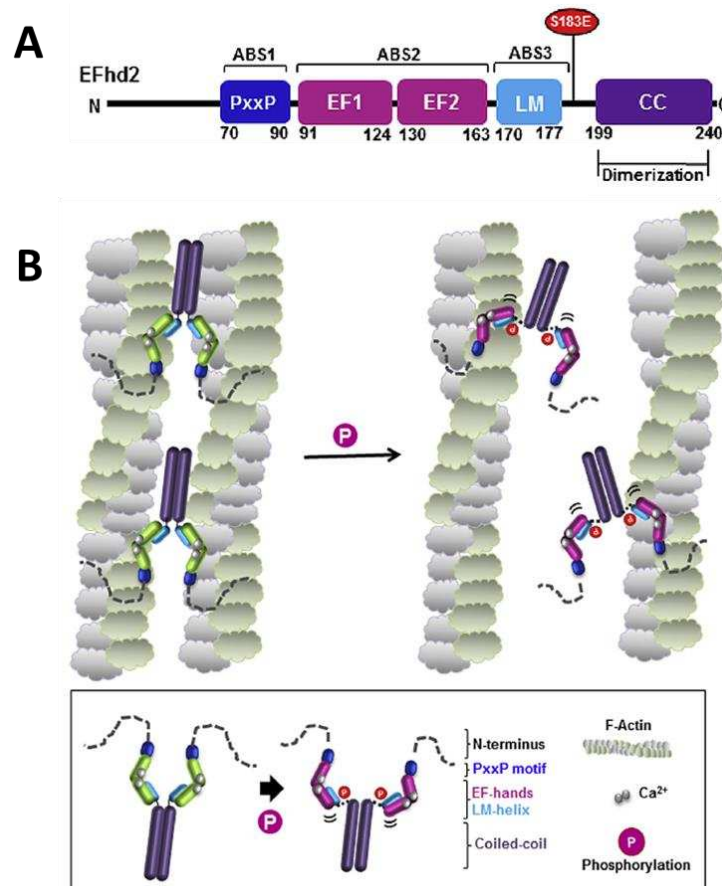 A
S183E
ABS1 ABS2 ABS3
EFhd2
N PxxP EF1 EF2 LM CC
70 90 91 124 130 163 170 177 199 240
Dimerization
B
P
P P
P P
P P
P
N-terminus
PxxP motif
EF-hands
LM-helix
Coiled-coil
F-Actin
Ca²⁺
P
Phosphorylation